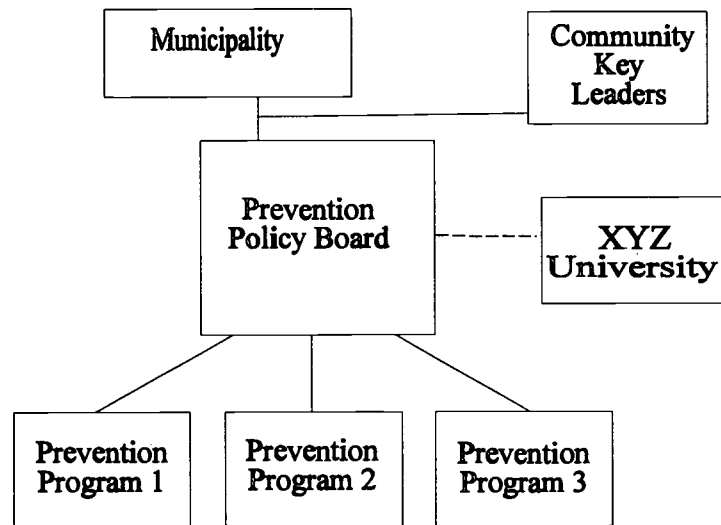 Municipality
Community
Key
Leaders
Prevention
Policy Board
XYZ
University
Prevention
Program 1
Prevention
Program 2
Prevention
Program 3